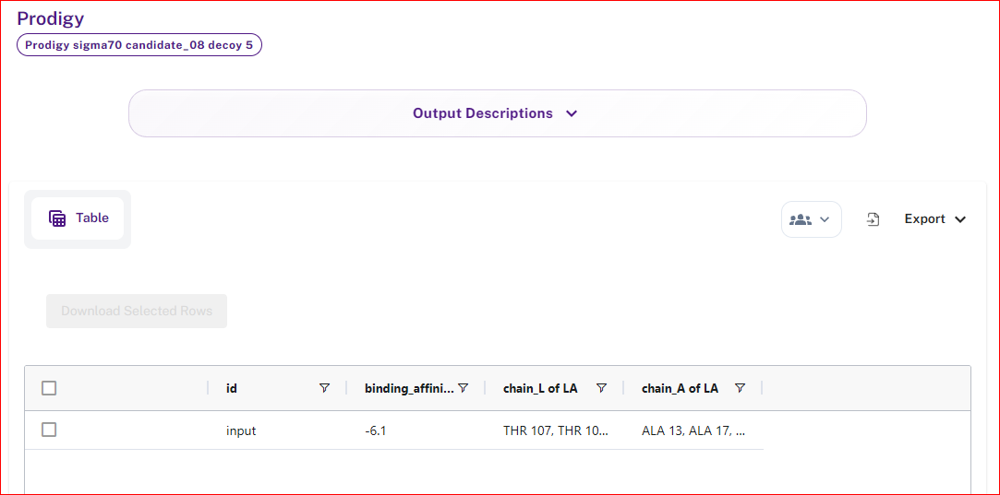 Prodigy
Prodigy sigma70 candidate_08 decoy 5
Output Descriptions
Table
Export
Download Selected Rows
id binding_affini... chain_L of LA chain_A of LA
input -6.1 THR 107, THR 10... ALA 13, ALA 17, ...